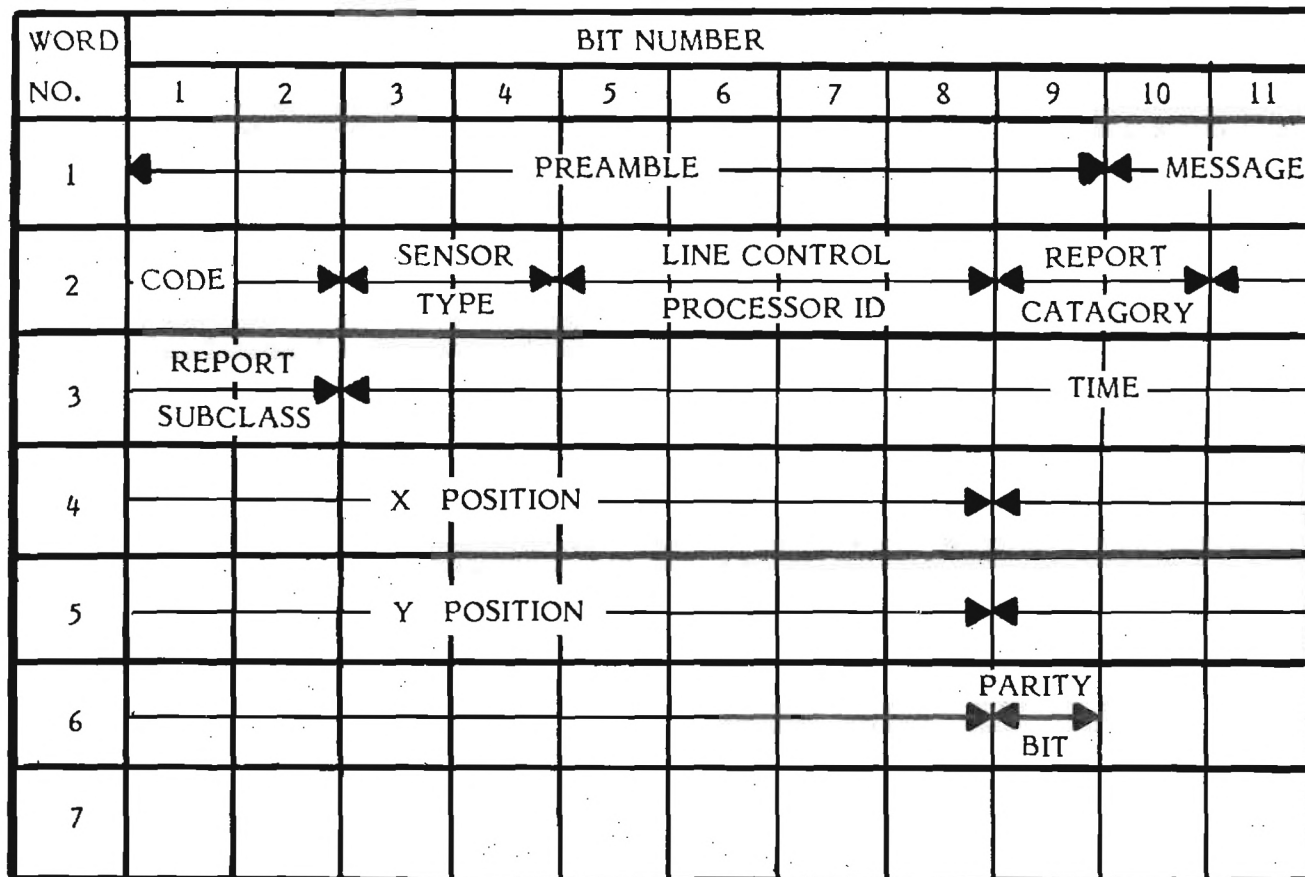 WORD NO.
BIT NUMBER
1 2 3 4 5 6 7 8 9 10 11
1 PREAMBLE MESSAGE
2 CODE SENSOR TYPE LINE CONTROL PROCESSOR ID REPORT CATAGORY
3 REPORT SUBCLASS TIME
4 X POSITION
5 Y POSITION
6 PARITY BIT
7